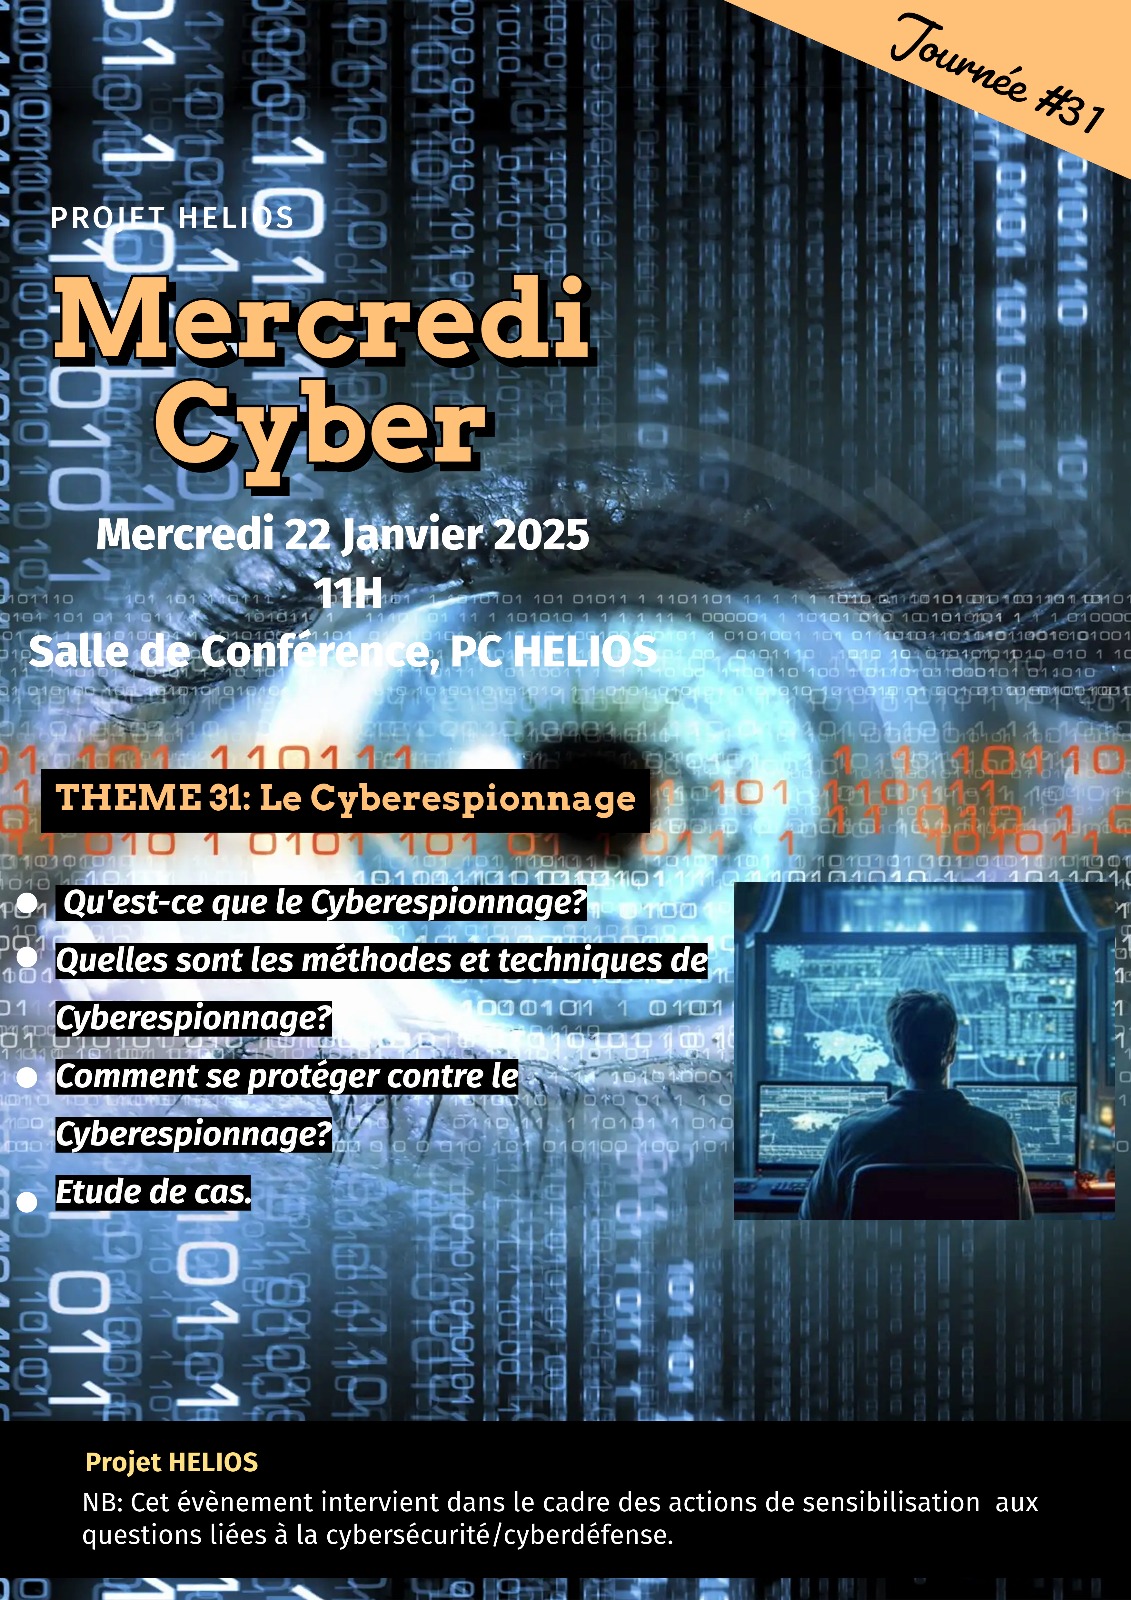 Journée #31
PROJET HELIOS
Mercredi
Cyber
Mercredi 22 Janvier 2025
11H
Salle de Conférence, PC HELIOS
THEME 31: Le Cyberespionnage
Qu'est-ce que le Cyberespionnage?
Quelles sont les méthodes et techniques de
Cyberespionnage?
Comment se protéger contre le
Cyberespionnage?
Etude de cas.
Projet HELIOS
NB: Cet évènement intervient dans le cadre des actions de sensibilisation aux
questions liées à la cybersécurité/cyberdéfense.